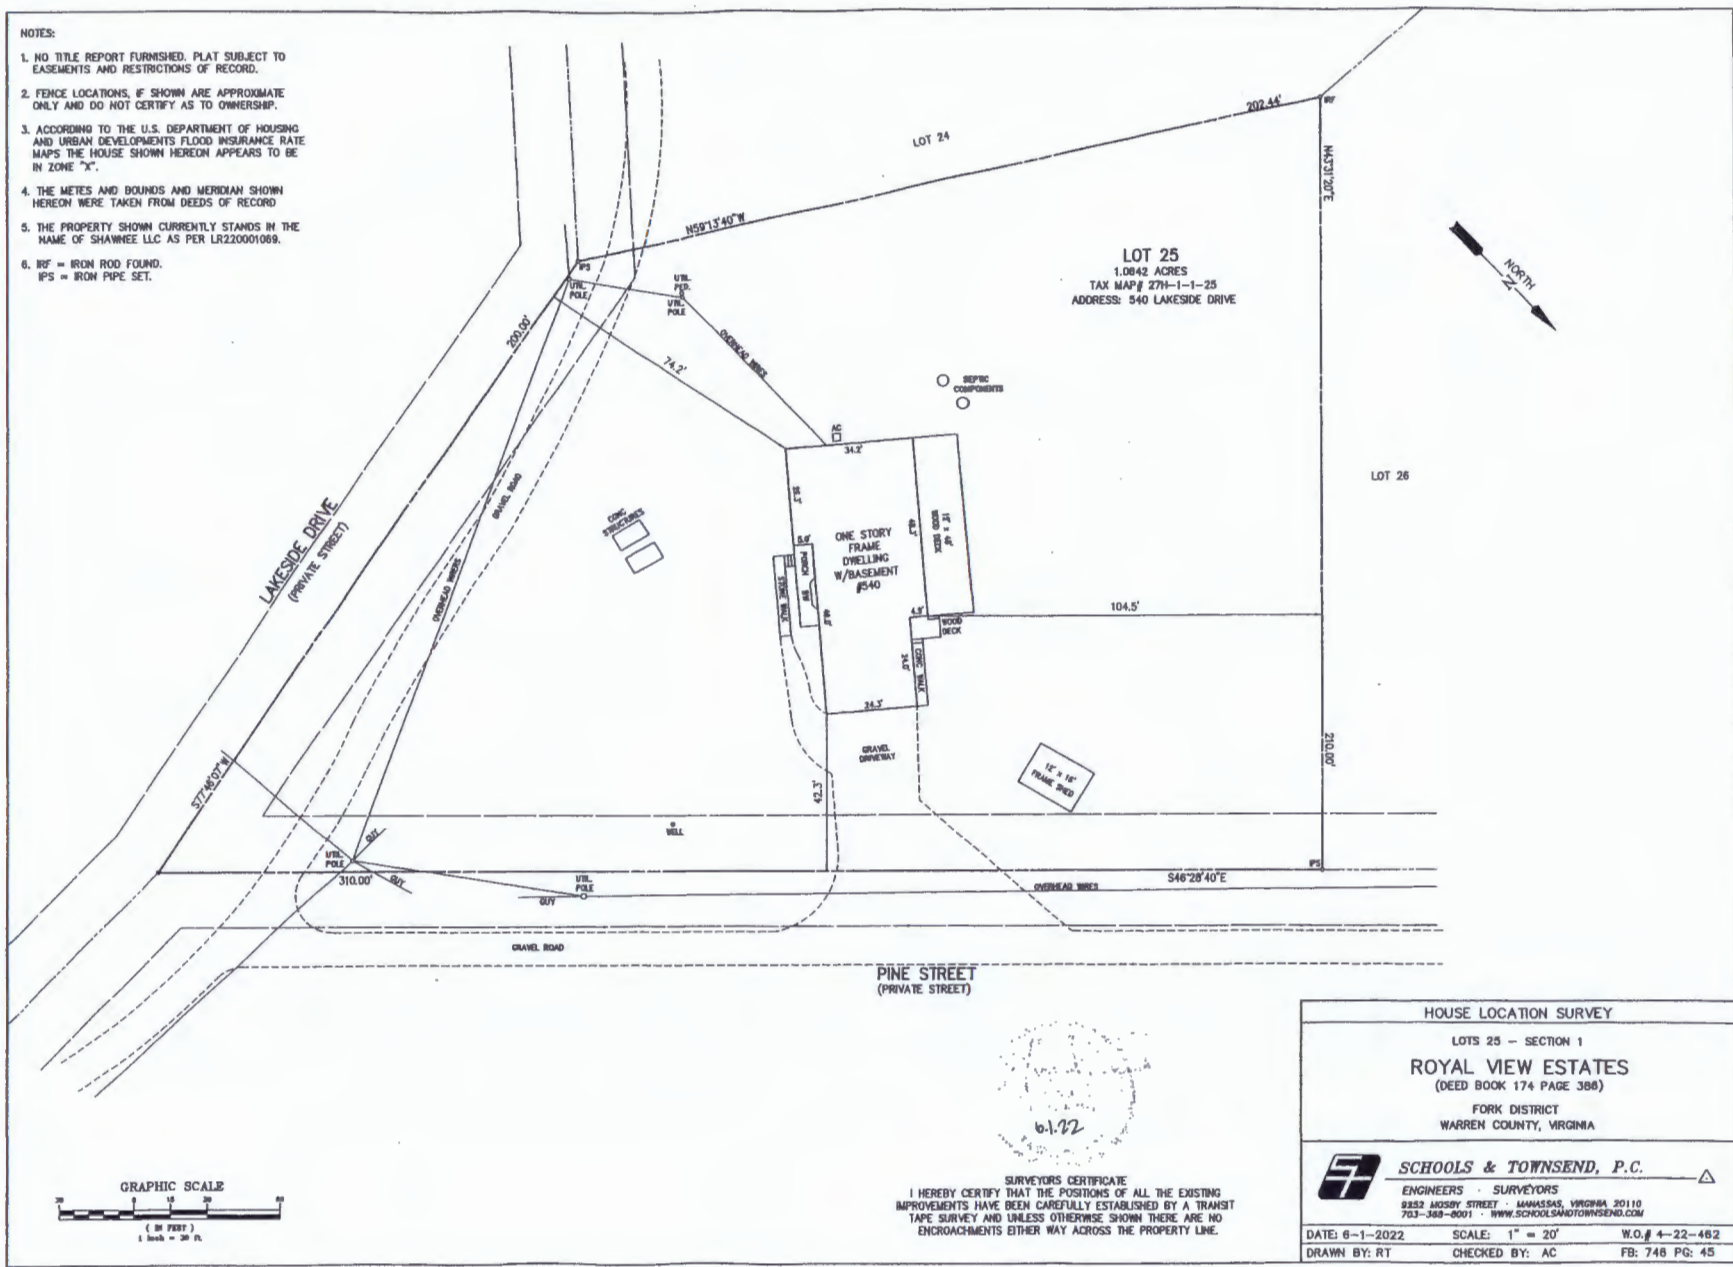 NOTES:
1. NO TITLE REPORT FURNISHED. PLAT SUBJECT TO
EASEMENTS AND RESTRICTIONS OF RECORD.
2. FENCE LOCATIONS, IF SHOWN ARE APPROXIMATE
ONLY AND DO NOT CERTIFY AS TO OWNERSHIP.
3. ACCORDING TO THE U.S. DEPARTMENT OF HOUSING
AND URBAN DEVELOPMENTS FLOOD INSURANCE RATE
MAPS THE HOUSE SHOWN HEREON APPEARS TO BE
IN ZONE "X".
4. THE METES AND BOUNDS AND MERIDIAN SHOWN
HEREON WERE TAKEN FROM DEEDS OF RECORD
5. THE PROPERTY SHOWN CURRENTLY STANDS IN THE
NAME OF SHAWNEE LLC AS PER LR220001069.
6. IRF = IRON ROD FOUND.
IPS = IRON PIPE SET.
LOT 24
202.44'
IRF
N43°31'20"E
N59°13'40"W
LOT 25
1.0642 ACRES
TAX MAP# 27H-1-1-25
ADDRESS: 540 LAKESIDE DRIVE
NORTH
N
IPS
UTIL.
POLE
UTIL.
PED.
UTIL.
POLE
OVERHEAD WIRES
200.00'
74.2'
SEPTIC
COMPONENTS
AC
34.2'
LOT 26
LAKESIDE DRIVE
(PRIVATE STREET)
GRAVEL ROAD
OVERHEAD WIRES
CONC
STRUCTURES
ONE STORY
FRAME
DWELLING
W/BASEMENT
#540
WOOD DECK
5.9'
PORCH
BW
STONE WALK
48.0'
4.9'
WOOD
DECK
CONC WALK
24.0'
24.3'
104.5'
210.00'
GRAVEL
DRIVEWAY
42.3'
12' x 16'
FRAME SHED
S77°46'07"W
WELL
GUY
UTIL.
POLE
310.00'
GUY
UTIL.
POLE
GUY
IPS
S46°28'40"E
OVERHEAD WIRES
GRAVEL ROAD
PINE STREET
(PRIVATE STREET)
6.1.22
SURVEYORS CERTIFICATE
I HEREBY CERTIFY THAT THE POSITIONS OF ALL THE EXISTING
IMPROVEMENTS HAVE BEEN CAREFULLY ESTABLISHED BY A TRANSIT
TAPE SURVEY AND UNLESS OTHERWISE SHOWN THERE ARE NO
ENCROACHMENTS EITHER WAY ACROSS THE PROPERTY LINE.
GRAPHIC SCALE
( IN FEET )
HOUSE LOCATION SURVEY
LOTS 25 - SECTION 1
ROYAL VIEW ESTATES
(DEED BOOK 174 PAGE 386)
FORK DISTRICT
WARREN COUNTY, VIRGINIA
SCHOOLS & TOWNSEND, P.C.
ENGINEERS · SURVEYORS
9252 MOSBY STREET · MANASSAS, VIRGINIA 20110
703-368-8001 · WWW.SCHOOLSANDTOWNSEND.COM
DATE: 6-1-2022 SCALE: 1" = 20' W.O.# 4-22-462
DRAWN BY: RT CHECKED BY: AC FB: 746 PG: 45